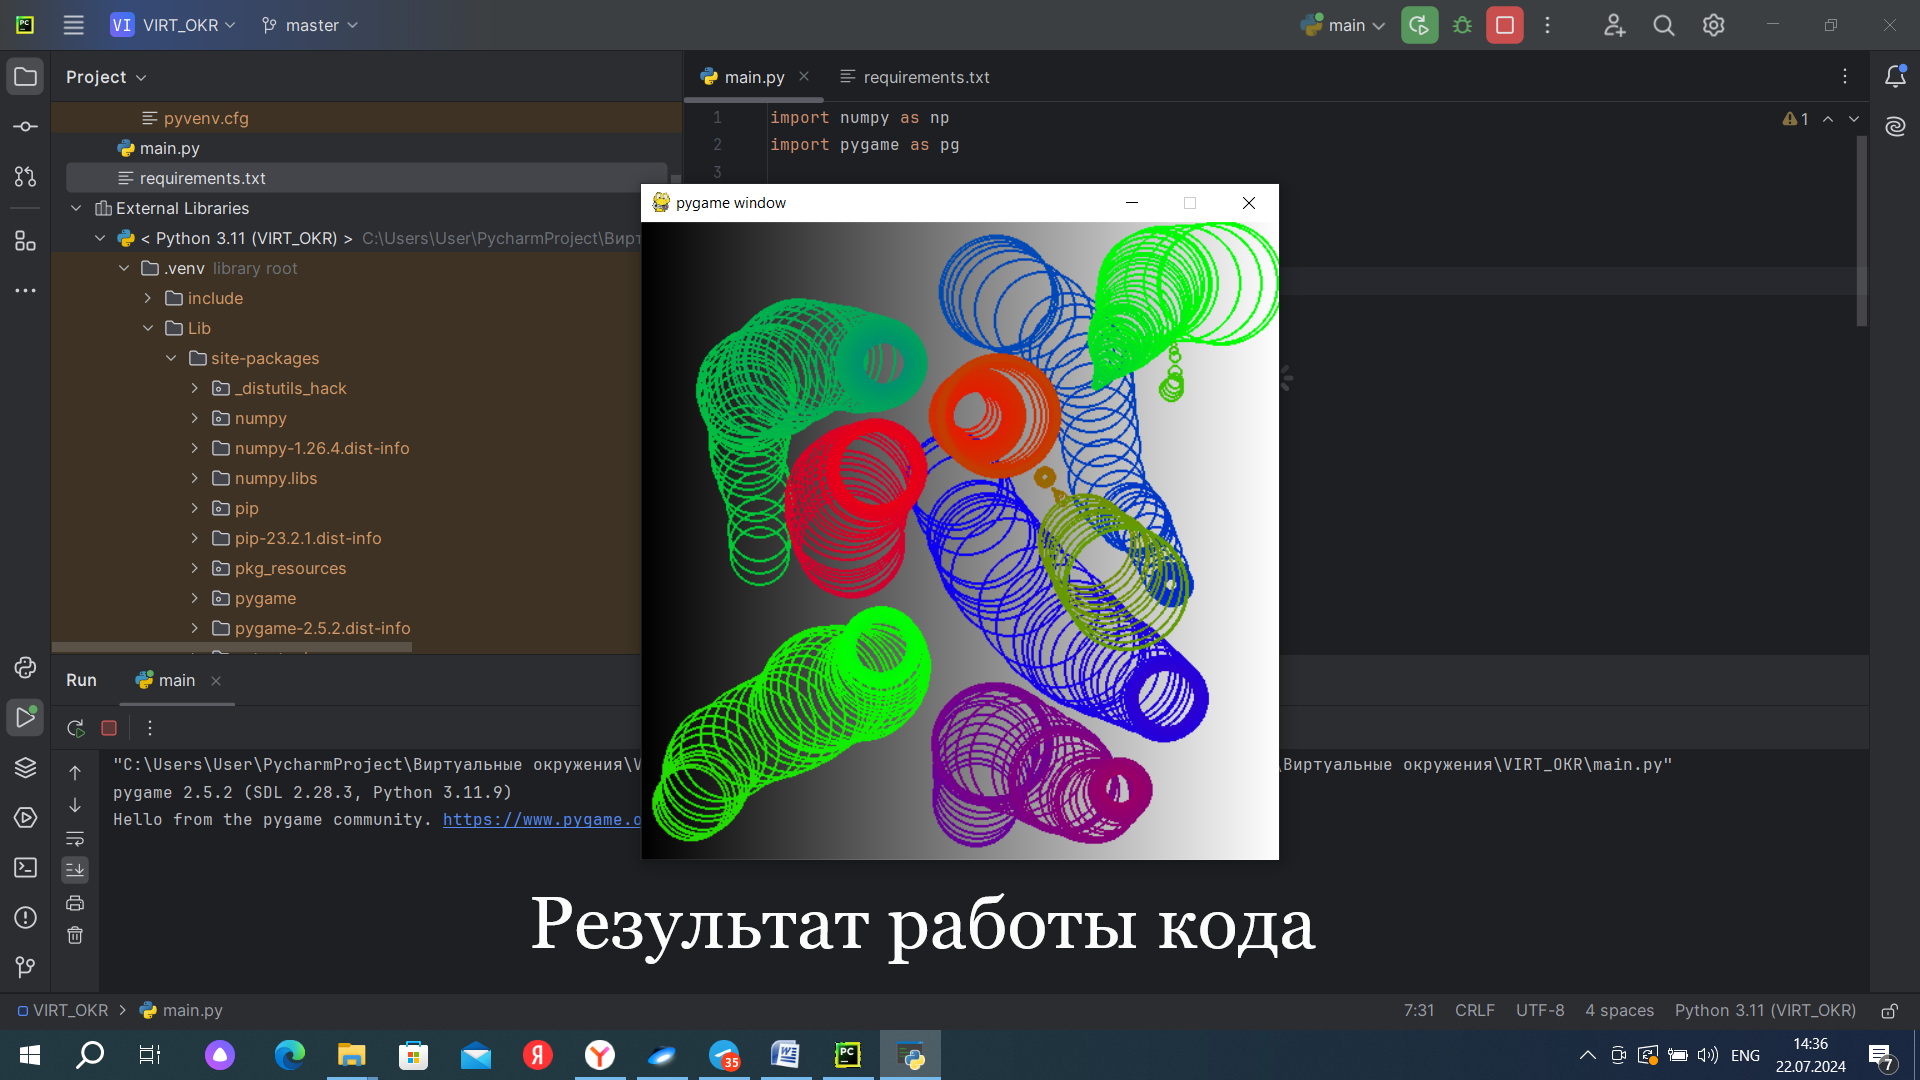 VI VIRT_OKR master main
Project
main.py requirements.txt
pyvenv.cfg
main.py
requirements.txt
External Libraries
< Python 3.11 (VIRT_OKR) > C:\Users\User\PycharmProject\Вирт
.venv library root
include
Lib
site-packages
_distutils_hack
numpy
numpy-1.26.4.dist-info
numpy.libs
pip
pip-23.2.1.dist-info
pkg_resources
pygame
pygame-2.5.2.dist-info
1 import numpy as np
2 import pygame as pg
3
1
pygame window
Run main
"C:\Users\User\PycharmProject\Виртуальные окружения\V
\Виртуальные окружения\VIRT_OKR\main.py"
pygame 2.5.2 (SDL 2.28.3, Python 3.11.9)
Hello from the pygame community. https://www.pygame.o
Результат работы кода
VIRT_OKR > main.py
7:31 CRLF UTF-8 4 spaces Python 3.11 (VIRT_OKR)
35
ENG
14:36
22.07.2024
7